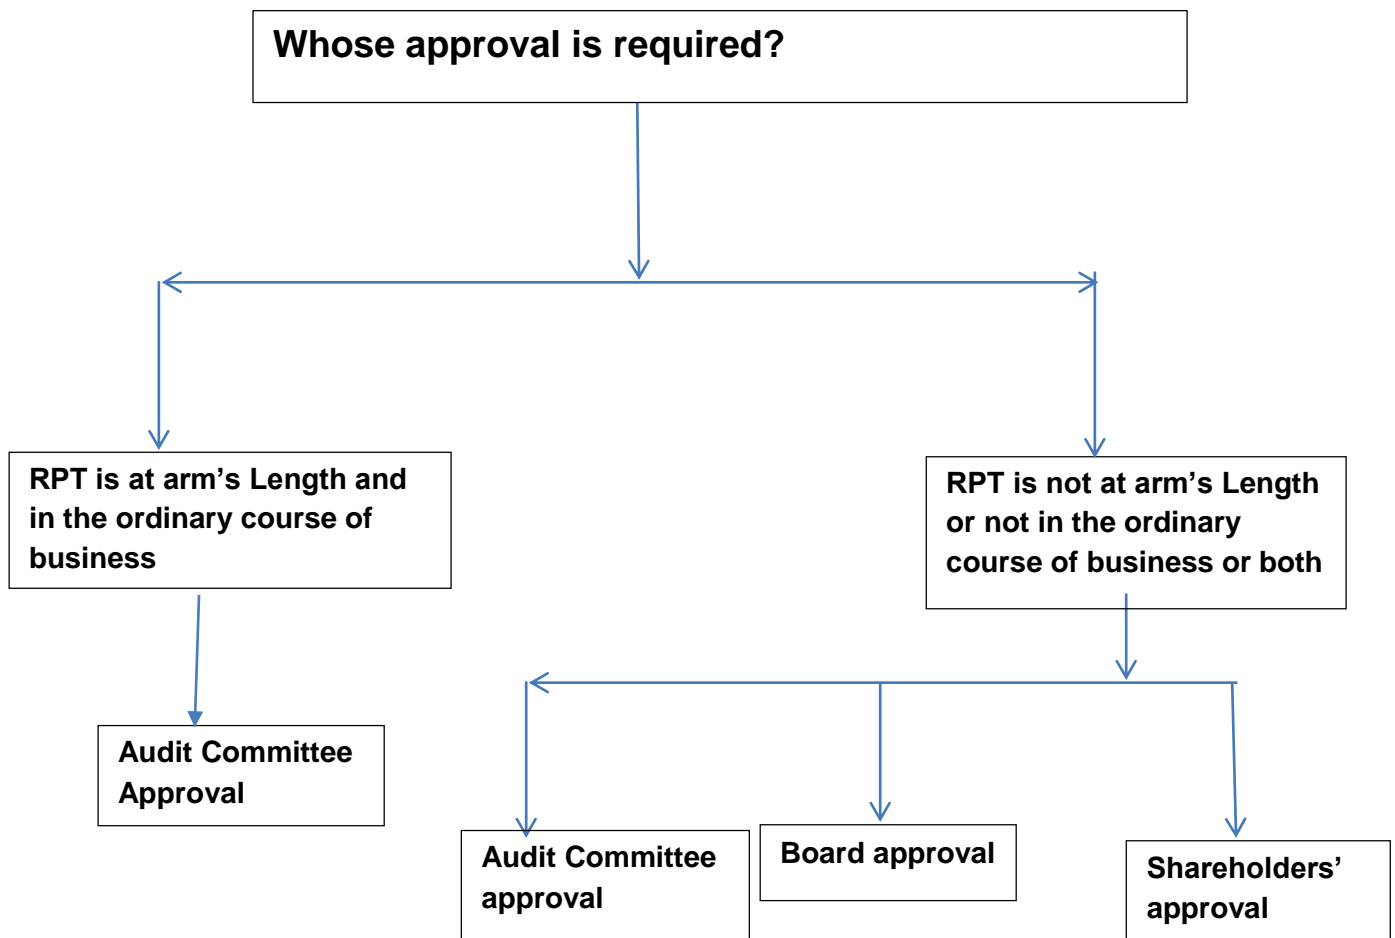 Whose approval is required?
RPT is at arm’s Length and
in the ordinary course of
business
RPT is not at arm’s Length
or not in the ordinary
course of business or both
Audit Committee
Approval
Audit Committee
approval
Board approval
Shareholders’
approval